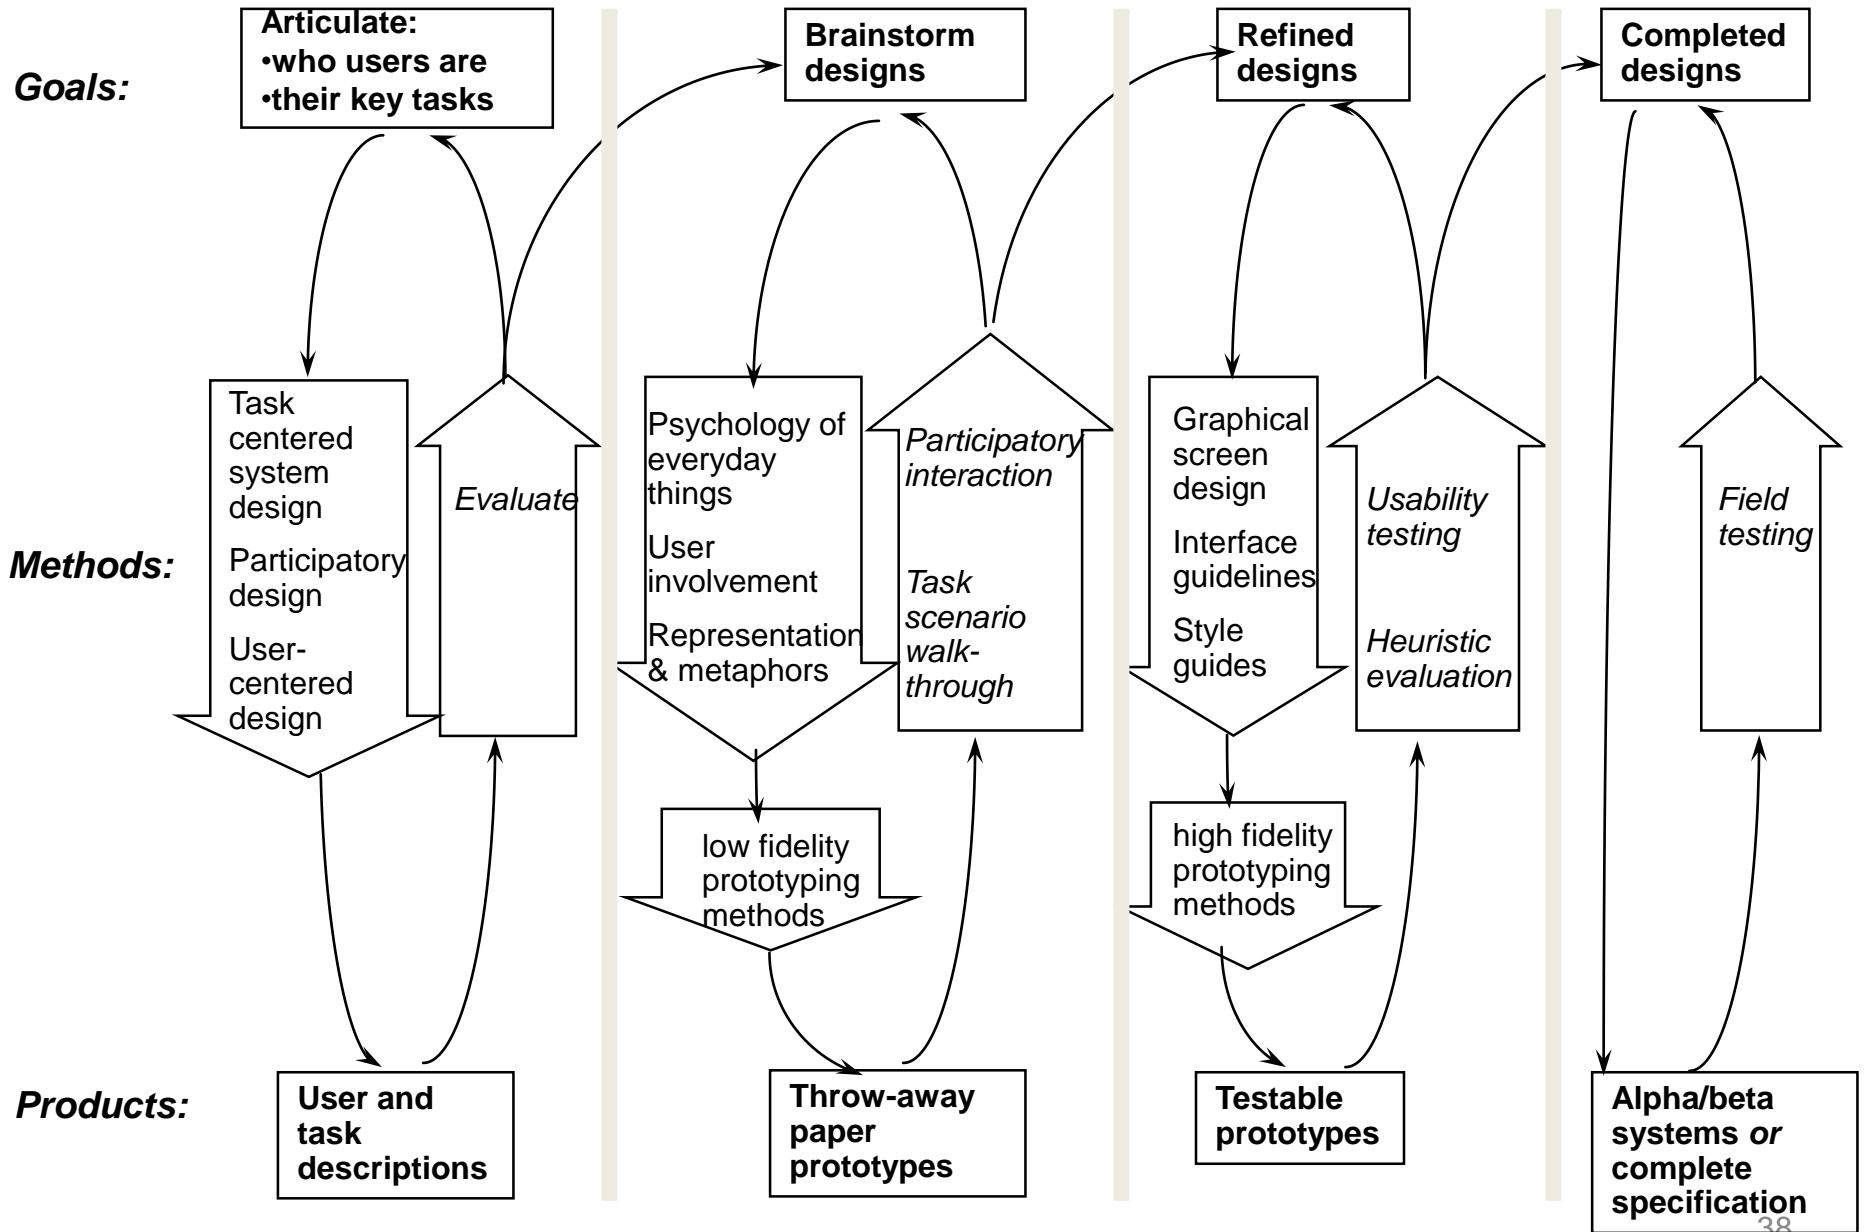 Goals:
Articulate:
•who users are
•their key tasks
Brainstorm
designs
Refined
designs
Completed
designs
Methods:
Task
centered
system
design
Participatory
design
User-
centered
design
Evaluate
Psychology of
everyday
things
User
involvement
Representation
& metaphors
Participatory
interaction
Task
scenario
walk-
through
Graphical
screen
design
Interface
guidelines
Style
guides
Usability
testing
Heuristic
evaluation
Field
testing
low fidelity
prototyping
methods
high fidelity
prototyping
methods
Products:
User and
task
descriptions
Throw-away
paper
prototypes
Testable
prototypes
Alpha/beta
systems or
complete
specification
38